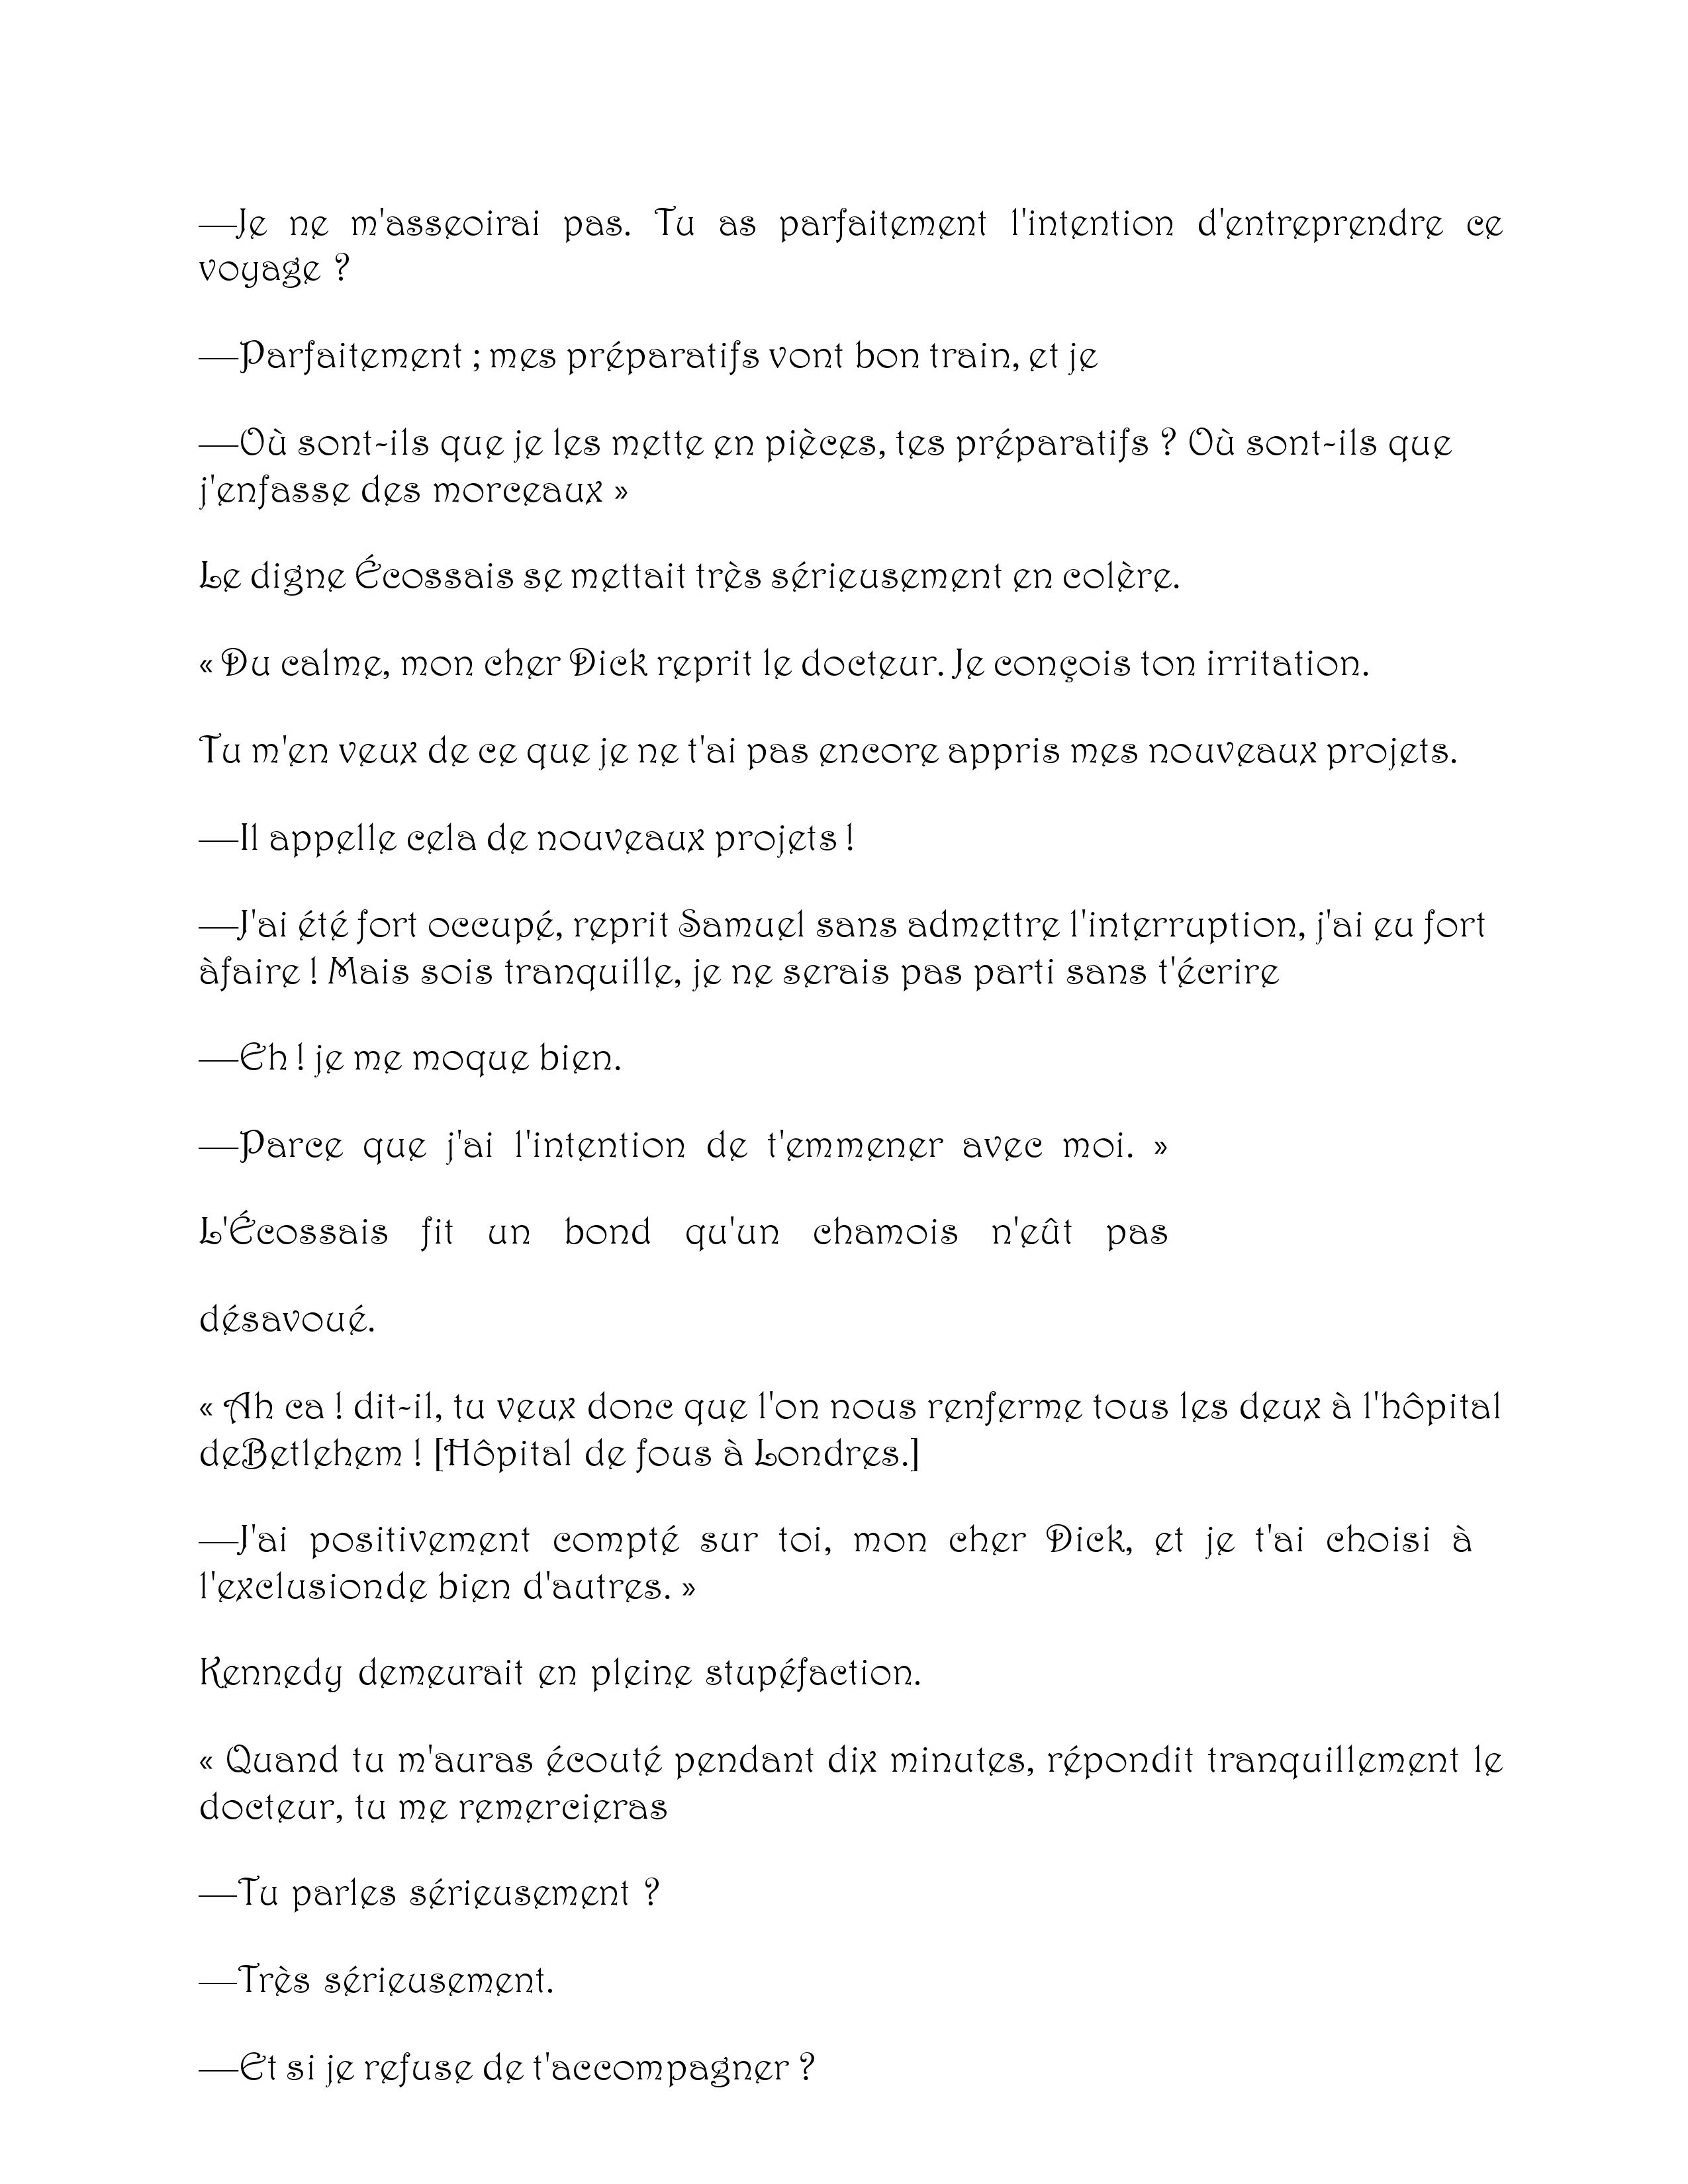 —Je ne m'asseoirai pas. Tu as parfaitement l'intention d'entreprendre ce
voyage ?
—Parfaitement ; mes préparatifs vont bon train, et je
—Où sont-ils que je les mette en pièces, tes préparatifs ? Où sont-ils que
j'enfasse des morceaux »
Le digne Écossais se mettait très sérieusement en colère.
« Du calme, mon cher Dick reprit le docteur. Je conçois ton irritation.
Tu m'en veux de ce que je ne t'ai pas encore appris mes nouveaux projets.
—Il appelle cela de nouveaux projets !
—J'ai été fort occupé, reprit Samuel sans admettre l'interruption, j'ai eu fort
àfaire ! Mais sois tranquille, je ne serais pas parti sans t'écrire
—Eh ! je me moque bien.
—Parce que j'ai l'intention de t'emmener avec moi. »
L'Écossais fit un bond qu'un chamois n'eût pas
désavoué.
« Ah ca ! dit-il, tu veux donc que l'on nous renferme tous les deux à l'hôpital
deBetlehem ! [Hôpital de fous à Londres.]
—J'ai positivement compté sur toi, mon cher Dick, et je t'ai choisi à
l'exclusionde bien d'autres. »
Kennedy demeurait en pleine stupéfaction.
« Quand tu m'auras écouté pendant dix minutes, répondit tranquillement le
docteur, tu me remercieras
—Tu parles sérieusement ?
—Très sérieusement.
—Et si je refuse de t'accompagner ?